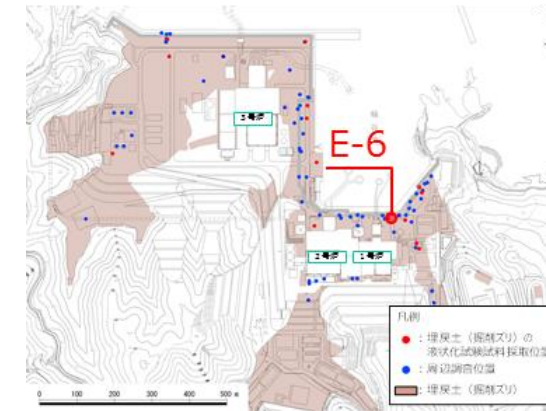 3号炉
E-6
2号炉
1号炉
凡例
：埋戻土（掘削ズリ）の
液状化試験試料採取位置
：周辺調査位置
：埋戻土（掘削ズリ）
0 100 200 300 400 500 m